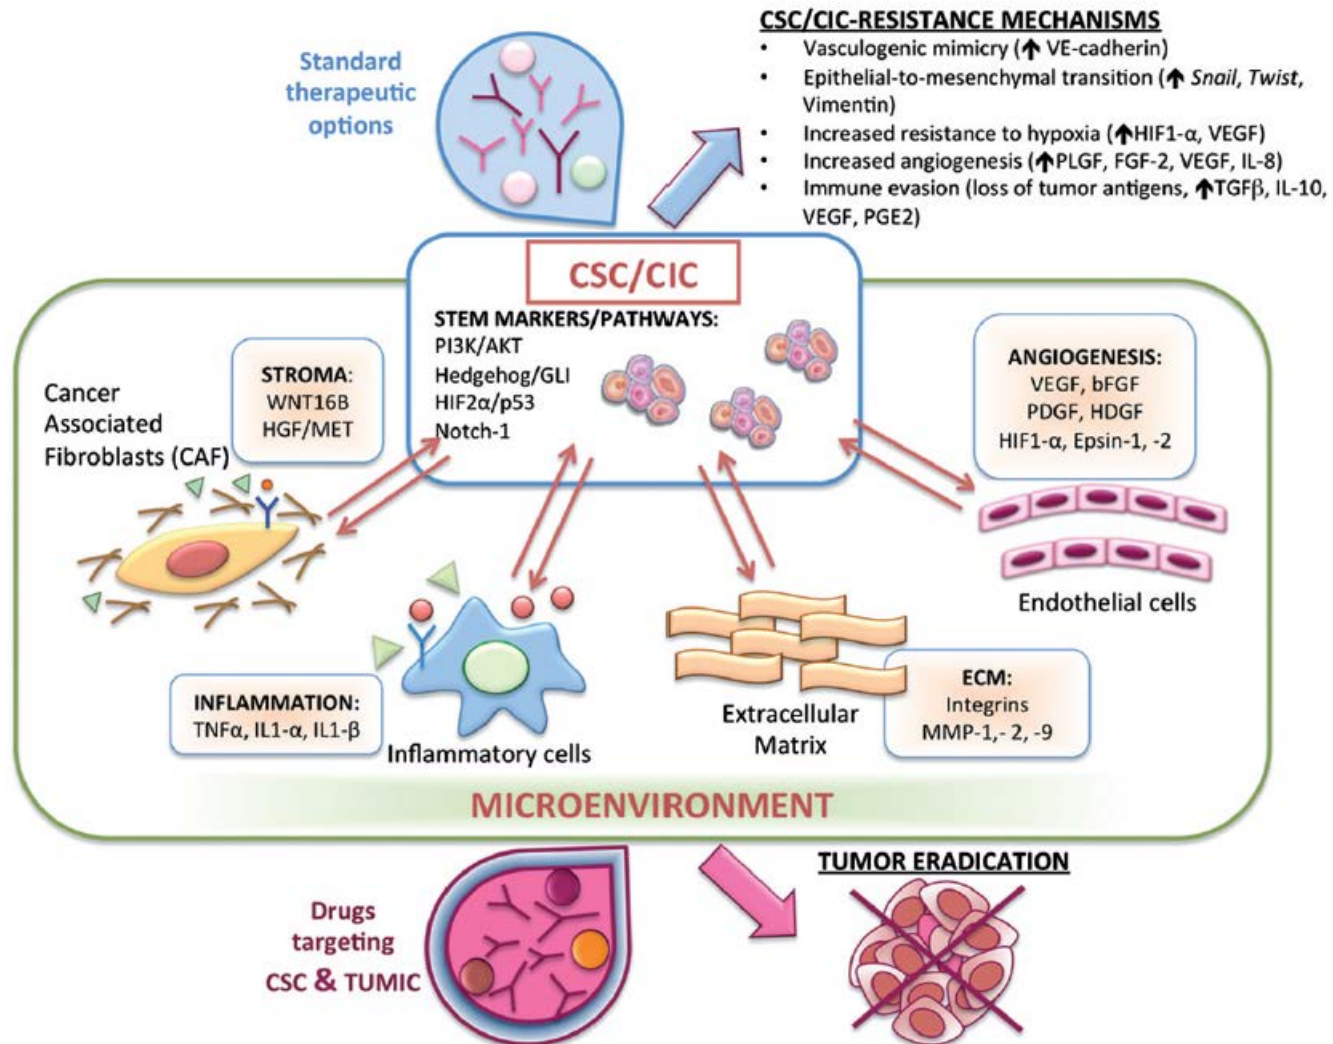 Standard
therapeutic
options
CSC/CIC-RESISTANCE MECHANISMS
• Vasculogenic mimicry (↑ VE-cadherin)
• Epithelial-to-mesenchymal transition (↑ Snail, Twist,
Vimentin)
• Increased resistance to hypoxia (↑HIF1-α, VEGF)
• Increased angiogenesis (↑PLGF, FGF-2, VEGF, IL-8)
• Immune evasion (loss of tumor antigens, ↑TGFβ, IL-10,
VEGF, PGE2)
CSC/CIC
STEM MARKERS/PATHWAYS:
PI3K/AKT
Hedgehog/GLI
HIF2α/p53
Notch-1
STROMA:
WNT16B
HGF/MET
Cancer
Associated
Fibroblasts (CAF)
ANGIOGENESIS:
VEGF, bFGF
PDGF, HDGF
HIF1-α, Epsin-1, -2
Endothelial cells
INFLAMMATION:
TNFα, IL1-α, IL1-β
Inflammatory cells
Extracellular
Matrix
ECM:
Integrins
MMP-1,- 2, -9
MICROENVIRONMENT
Drugs
targeting
CSC & TUMIC
TUMOR ERADICATION